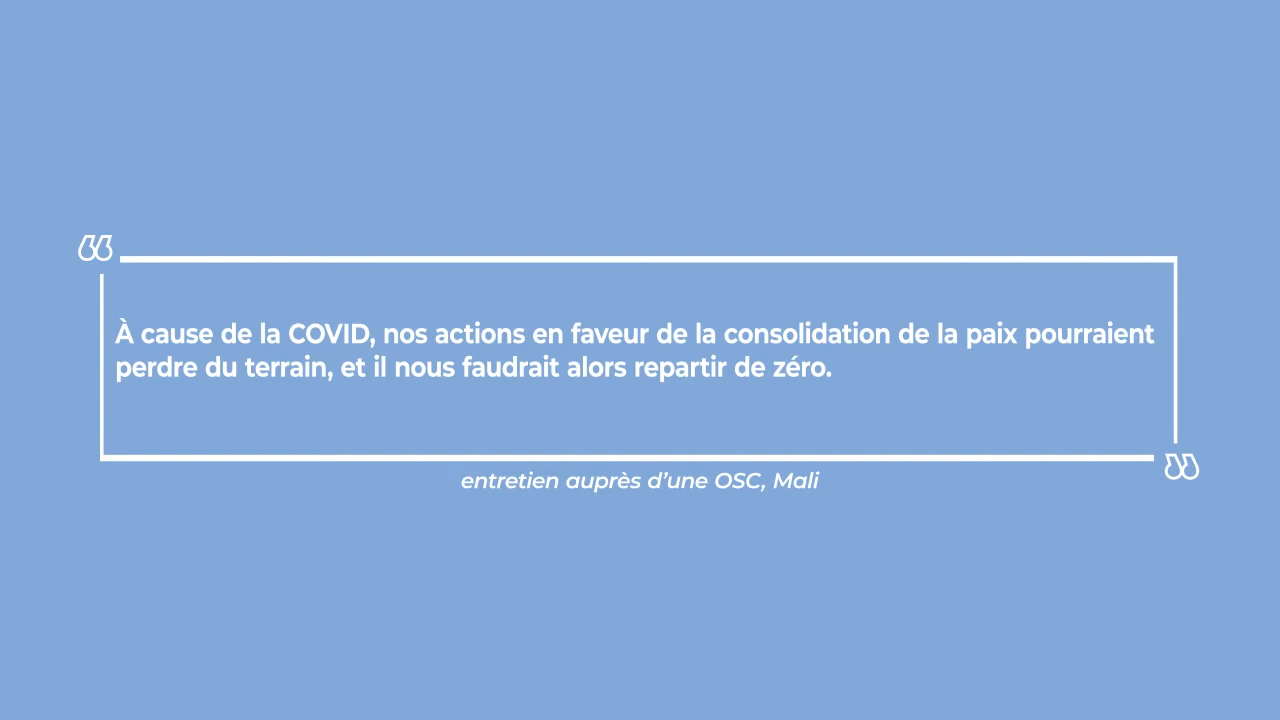 “
À cause de la COVID, nos actions en faveur de la consolidation de la paix pourraient
perdre du terrain, et il nous faudrait alors repartir de zéro.
”
entretien auprès d’une OSC, Mali